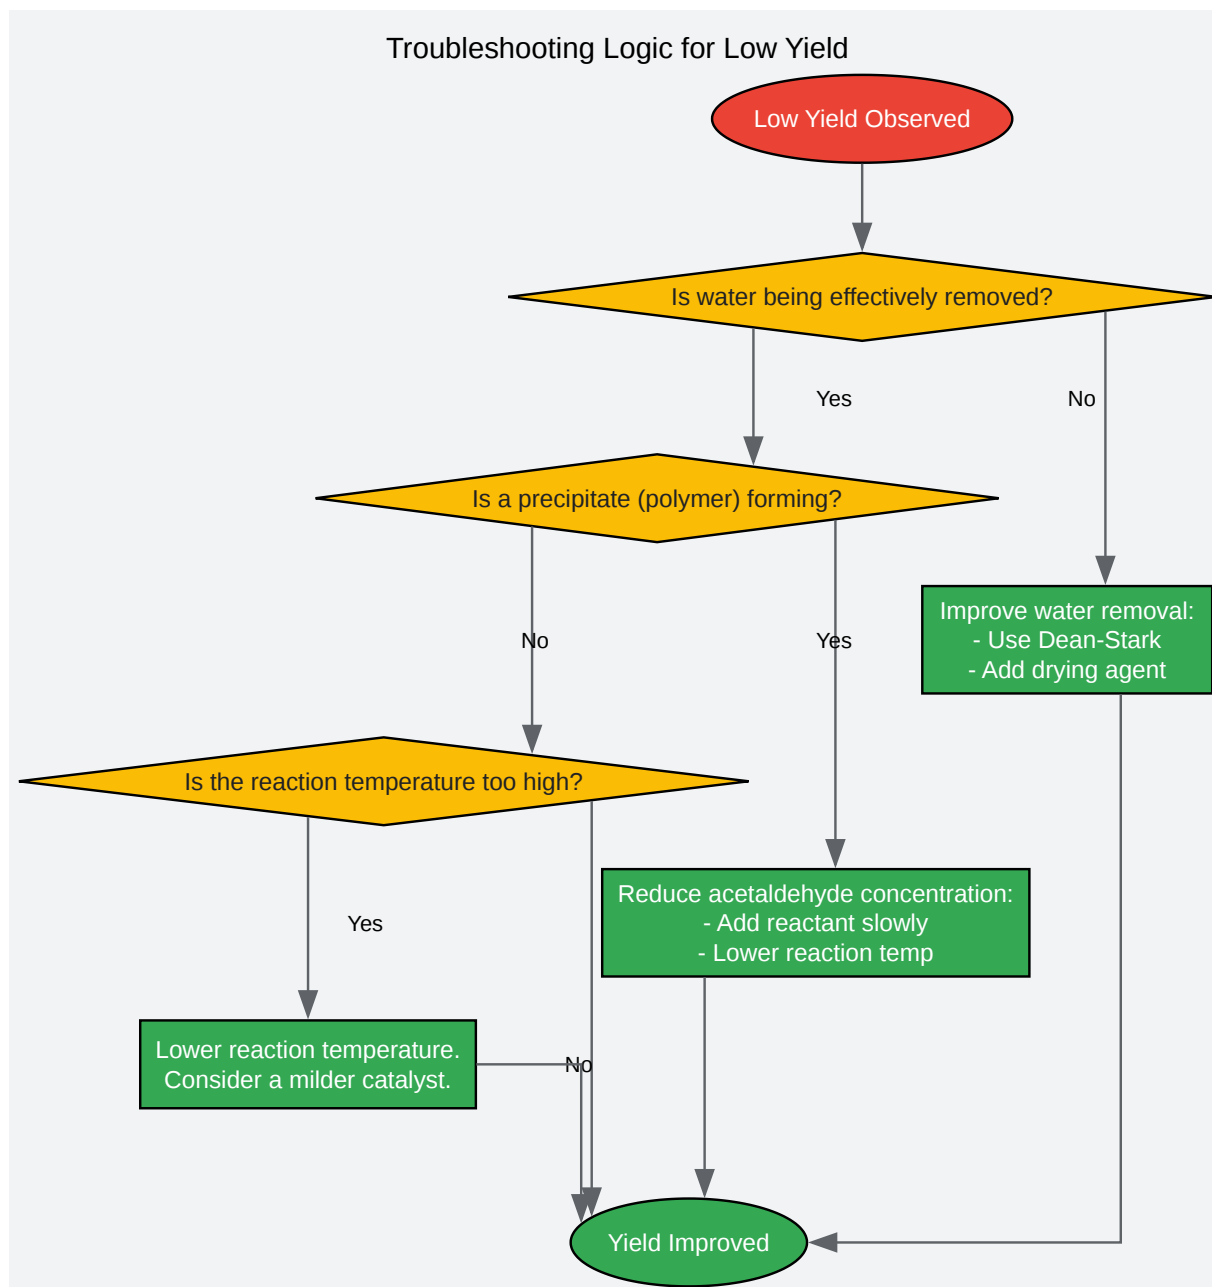 Troubleshooting Logic for Low Yield
Low Yield Observed
Is water being effectively removed?
Yes
No
Is a precipitate (polymer) forming?
No
Yes
Improve water removal:
- Use Dean-Stark
- Add drying agent
Is the reaction temperature too high?
Yes
Reduce acetaldehyde concentration:
- Add reactant slowly
- Lower reaction temp
Lower reaction temperature.
Consider a milder catalyst.
No
Yield Improved